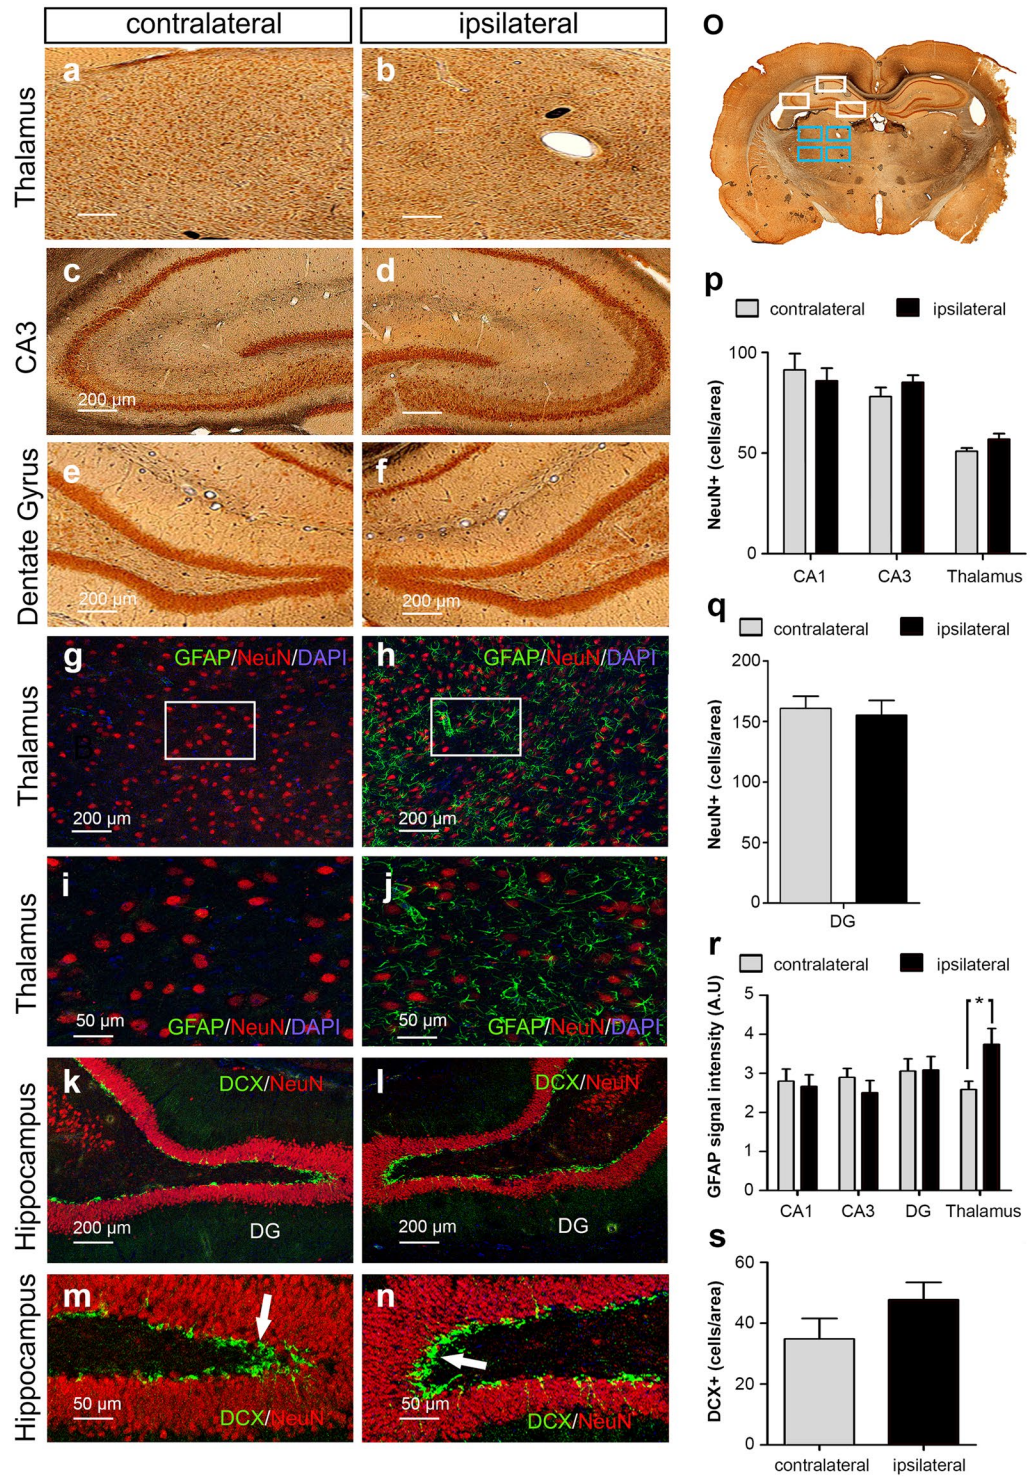 contralateral
ipsilateral
Thalamus
a
b
CA3
c
200 µm
d
Dentate Gyrus
e
200 µm
f
200 µm
Thalamus
g
GFAP/NeuN/DAPI
B
200 µm
h
GFAP/NeuN/DAPI
200 µm
Thalamus
i
50 µm
GFAP/NeuN/DAPI
j
50 µm
GFAP/NeuN/DAPI
Hippocampus
k
DCX/NeuN
200 µm
DG
l
DCX/NeuN
200 µm
DG
Hippocampus
m
50 µm
DCX/NeuN
n
50 µm
DCX/NeuN
o
p
contralateral
ipsilateral
NeuN+ (cells/area)
100
50
0
CA1
CA3
Thalamus
q
contralateral
ipsilateral
NeuN+ (cells/area)
200
150
100
50
0
DG
r
contralateral
ipsilateral
GFAP signal intensity (A.U)
5
4
3
2
1
0
*
CA1
CA3
DG
Thalamus
s
DCX+ (cells/area)
60
40
20
0
contralateral
ipsilateral